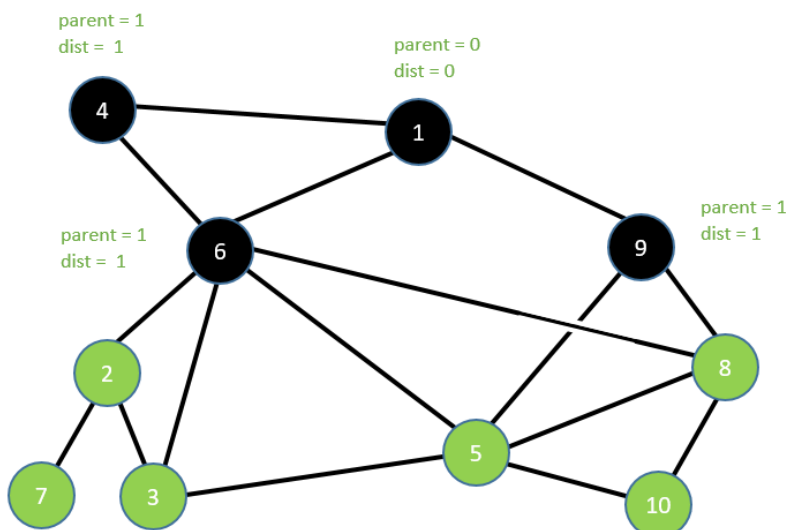 parent = 1
dist = 1
parent = 0
dist = 0
4
1
parent = 1
dist = 1
parent = 1
dist = 1
6
9
2
8
5
7
3
10